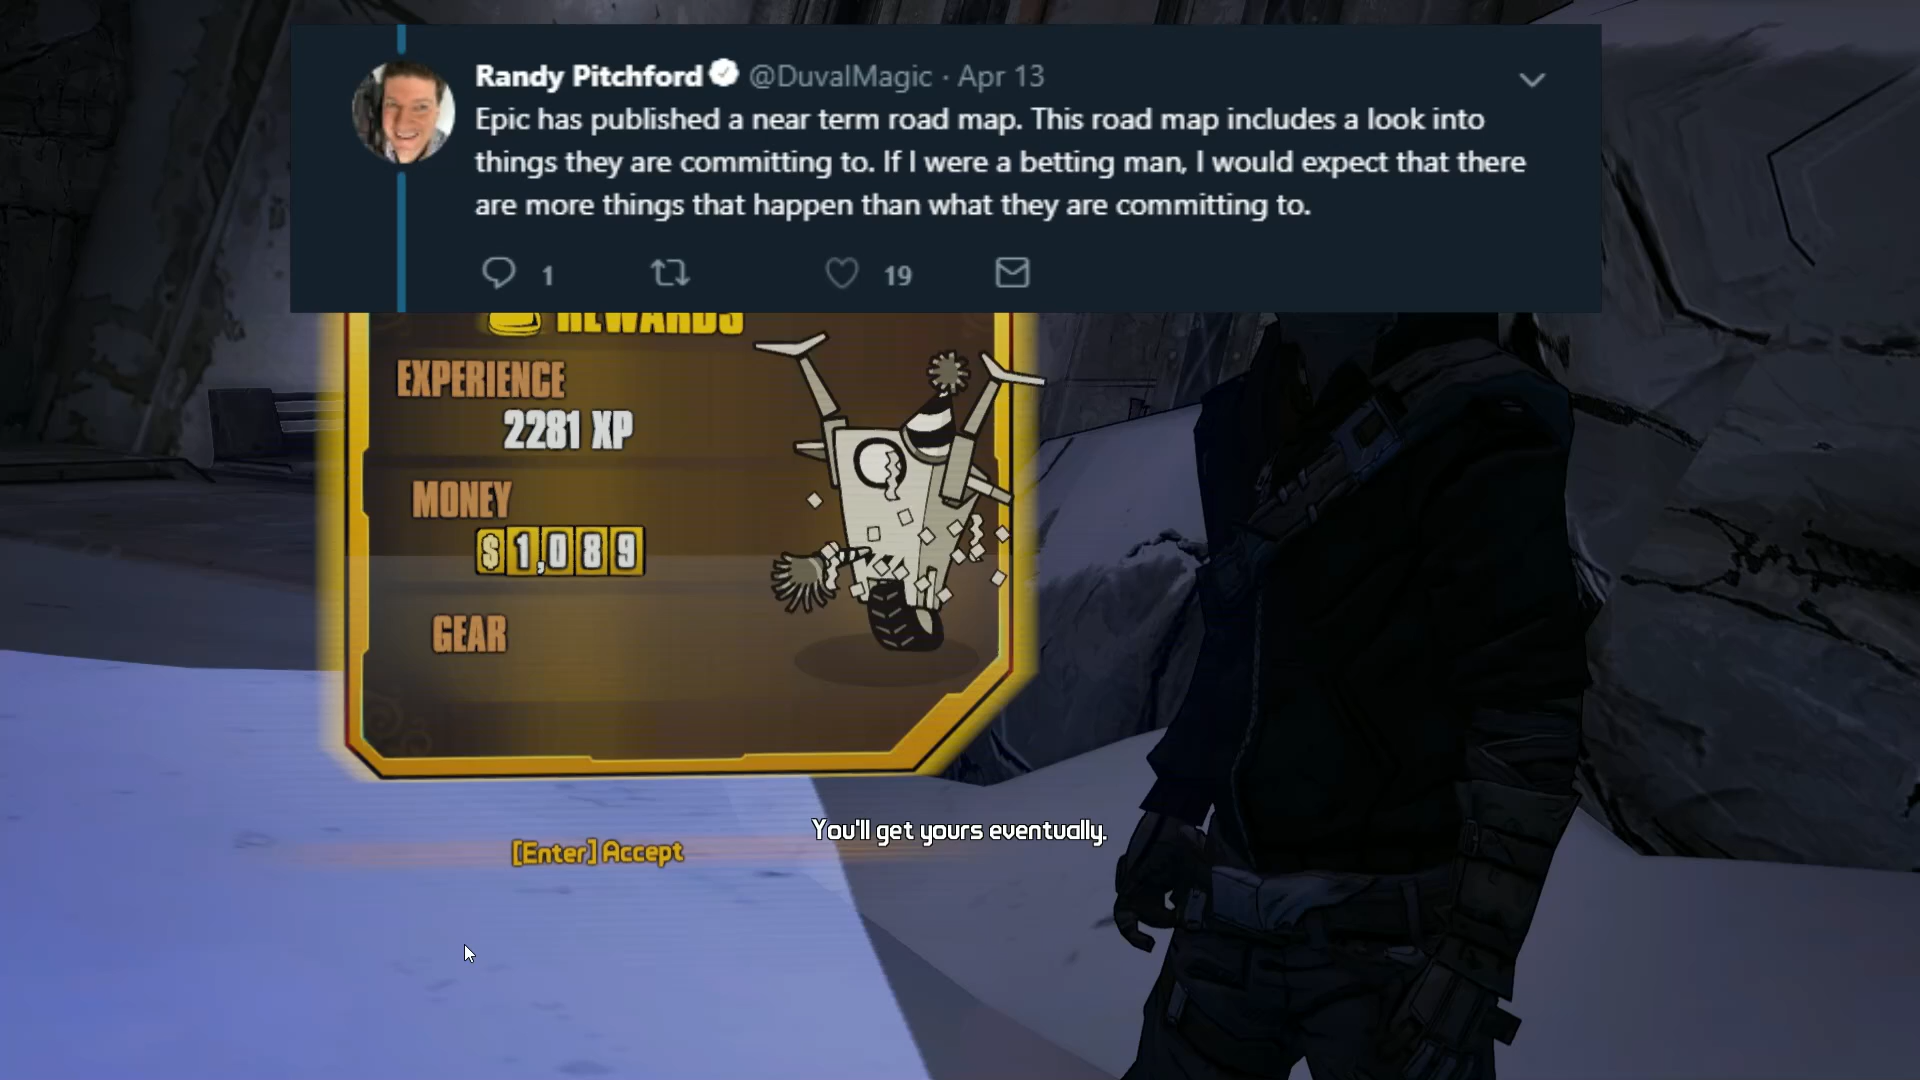 Randy Pitchford @DuvalMagic · Apr 13
Epic has published a near term road map. This road map includes a look into
things they are committing to. If I were a betting man, I would expect that there
are more things that happen than what they are committing to.
1 19
REWARDS
EXPERIENCE
2281 XP
MONEY
$1,089
GEAR
You'll get yours eventually.
[Enter] Accept